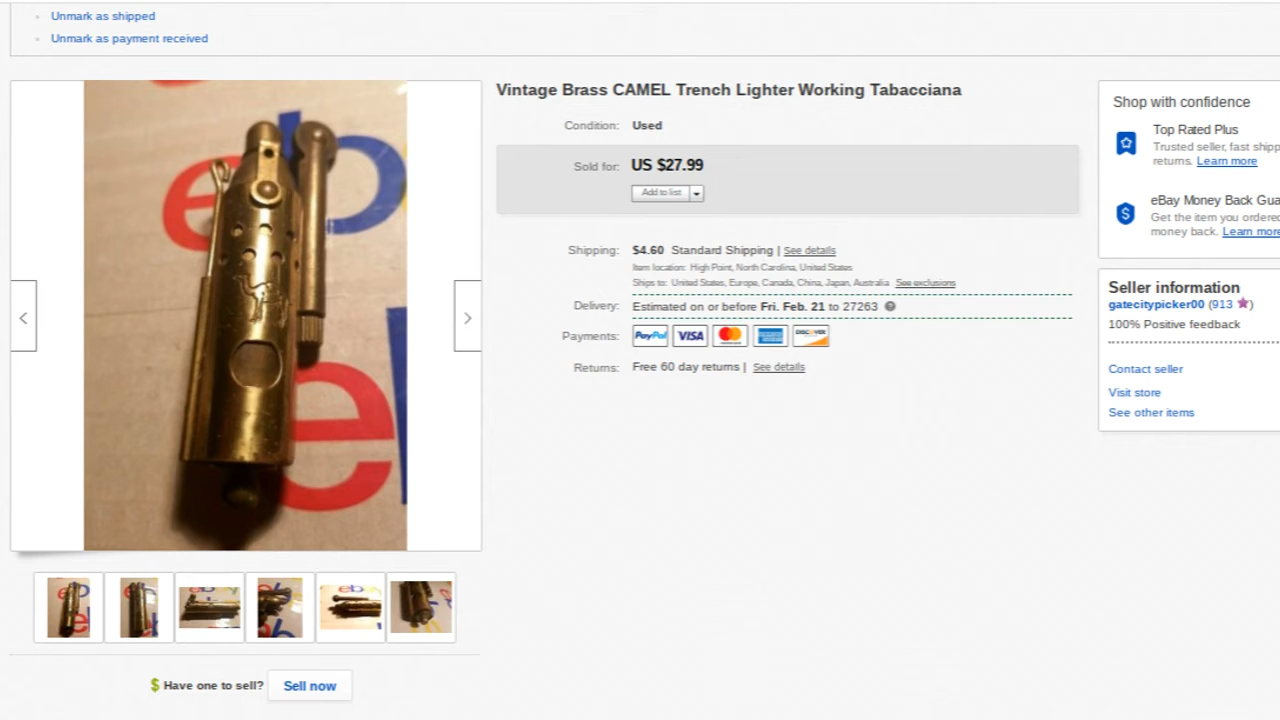 Unmark as shipped
Unmark as payment received
Vintage Brass CAMEL Trench Lighter Working Tabacciana
Condition: Used
Sold for: US $27.99
Add to list
Shipping: $4.60 Standard Shipping | See details
Item location: High Point, North Carolina, United States
Ships to: United States, Europe, Canada, China, Japan, Australia See exclusions
Delivery: Estimated on or before Fri. Feb. 21 to 27263
Payments: PayPal VISA MasterCard AMERICAN EXPRESS DISCOVER
Returns: Free 60 day returns | See details
Shop with confidence
Top Rated Plus
Trusted seller, fast shipp
returns. Learn more
eBay Money Back Gua
Get the item you ordere
money back. Learn more
Seller information
gatecitypicker00 (913)
100% Positive feedback
Contact seller
Visit store
See other items
$ Have one to sell? Sell now